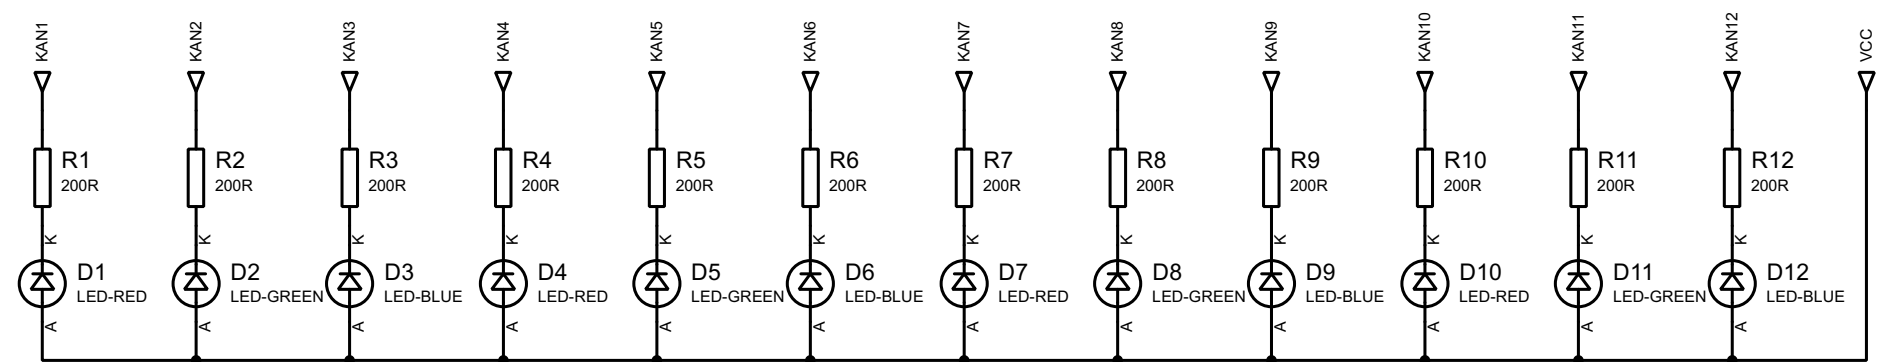 KAN1 KAN2 KAN3 KAN4 KAN5 KAN6 KAN7 KAN8 KAN9 KAN10 KAN11 KAN12 VCC
R1 R2 R3 R4 R5 R6 R7 R8 R9 R10 R11 R12
200R 200R 200R 200R 200R 200R 200R 200R 200R 200R 200R 200R
K K K K K K K K K K K K
D1 D2 D3 D4 D5 D6 D7 D8 D9 D10 D11 D12
LED-RED LED-GREEN LED-BLUE LED-RED LED-GREEN LED-BLUE LED-RED LED-GREEN LED-BLUE LED-RED LED-GREEN LED-BLUE
A A A A A A A A A A A A